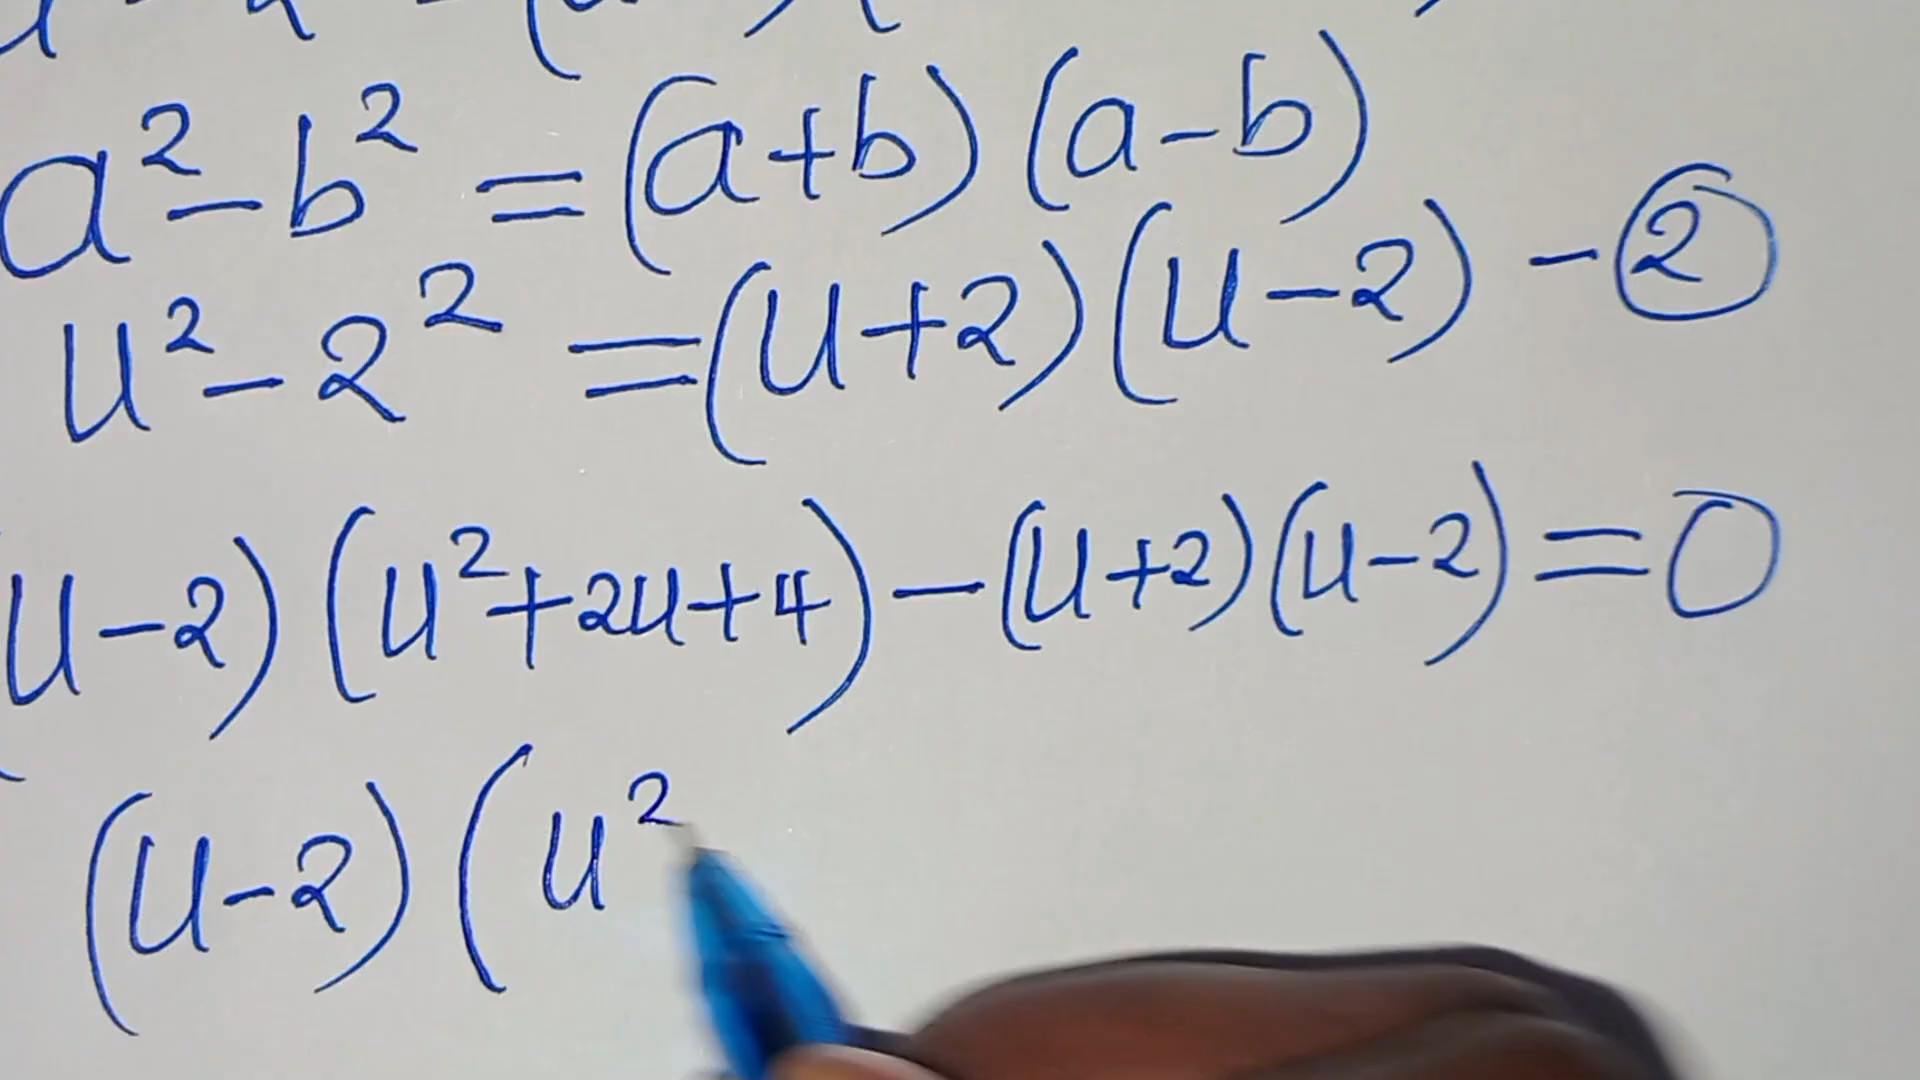 a² - b² = (a+b)(a-b)
u² - 2² = (u+2)(u-2) - ②
u-2)(u²+2u+4) - (u+2)(u-2) = 0
(u-2)(u²